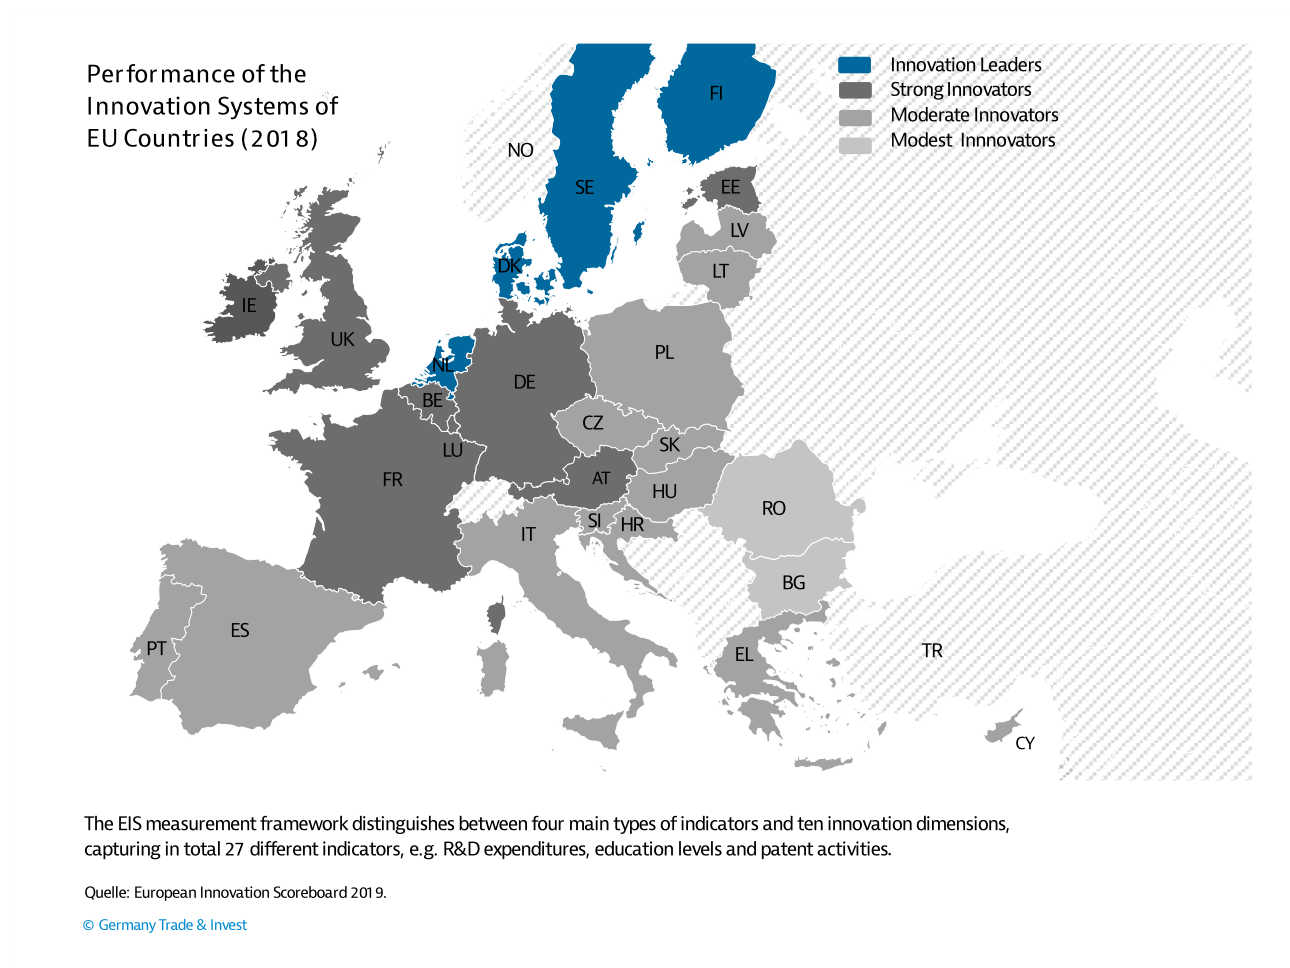 Performance of the
Innovation Systems of
EU Countries (2018)
Innovation Leaders
Strong Innovators
Moderate Innovators
Modest Innnovators
FI
NO
SE
EE
LV
DK
LT
IE
UK
PL
NL
DE
BE
CZ
SK
LU
FR
AT
HU
RO
SI
HR
IT
BG
ES
PT
EL
TR
CY
The EIS measurement framework distinguishes between four main types of indicators and ten innovation dimensions,
capturing in total 27 different indicators, e.g. R&D expenditures, education levels and patent activities.
Quelle: European Innovation Scoreboard 2019.
© Germany Trade & Invest